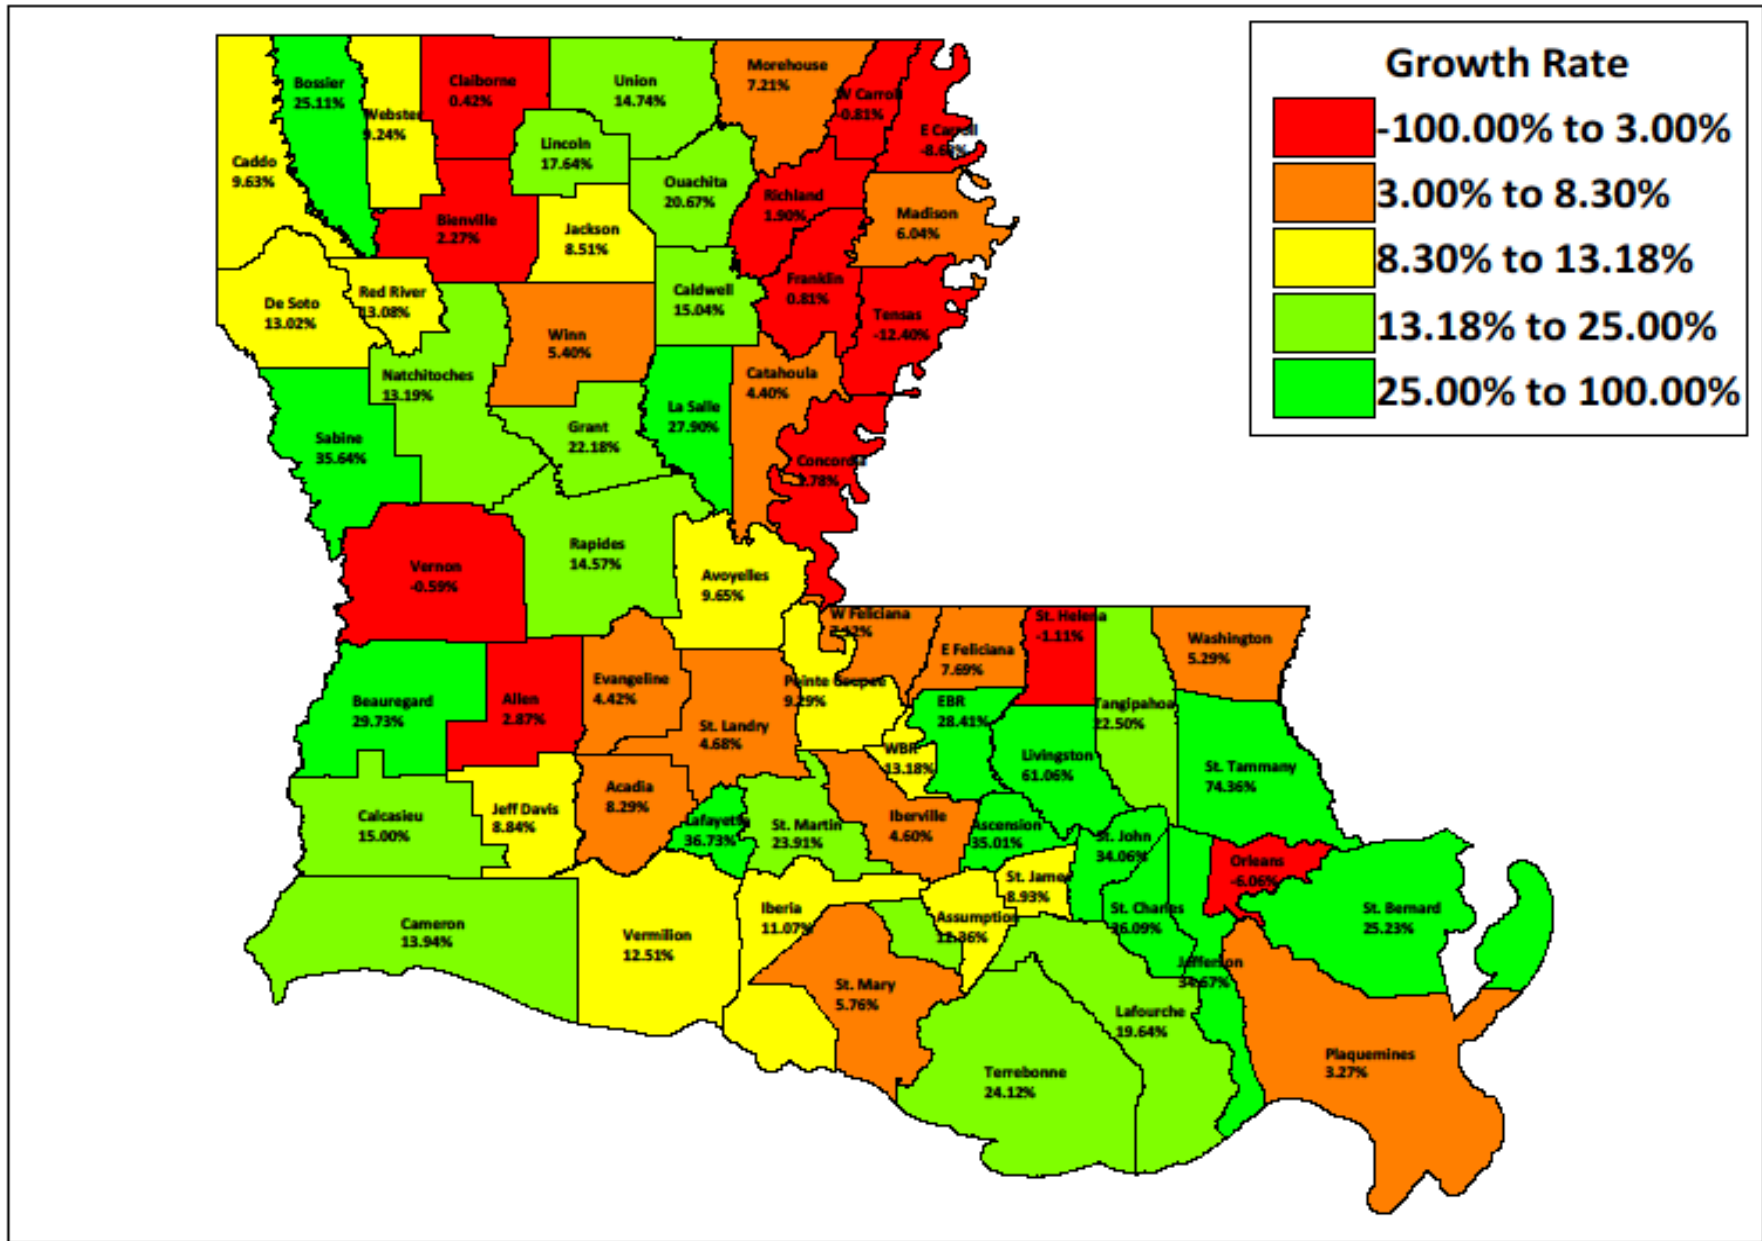 Growth Rate
-100.00% to 3.00%
3.00% to 8.30%
8.30% to 13.18%
13.18% to 25.00%
25.00% to 100.00%
Bossier
25.11%
Webster
9.24%
Claiborne
0.42%
Union
14.74%
Morehouse
7.21%
W Carroll
-0.81%
E Carroll
Caddo
9.63%
Lincoln
17.64%
Ouachita
20.67%
Richland
1.90%
Madison
6.04%
Bienville
2.27%
Jackson
8.51%
De Soto
13.02%
Red River
13.08%
Winn
5.40%
Caldwell
15.04%
Franklin
0.81%
Tensas
-12.40%
Natchitoches
13.19%
Grant
22.18%
La Salle
27.90%
Catahoula
4.40%
Sabine
35.64%
Concordia
Vernon
-0.59%
Rapides
14.57%
Avoyelles
9.65%
W Feliciana
E Feliciana
7.69%
St. Helena
-1.11%
Washington
5.29%
Beauregard
29.73%
Allen
2.87%
Evangeline
4.42%
St. Landry
4.68%
Pointe Coupee
9.29%
EBR
28.41%
Tangipahoa
22.50%
WBR
13.18%
Livingston
61.06%
St. Tammany
74.36%
Calcasieu
15.00%
Jeff Davis
8.84%
Acadia
8.29%
Lafayette
36.73%
St. Martin
23.91%
Iberville
4.60%
Ascension
35.01%
St. John
34.06%
Orleans
-6.06%
St. James
8.93%
St. Charles
St. Bernard
25.23%
Cameron
13.94%
Vermilion
12.51%
Iberia
11.07%
Assumption
Jefferson
34.67%
St. Mary
5.76%
Lafourche
19.64%
Terrebonne
24.12%
Plaquemines
3.27%